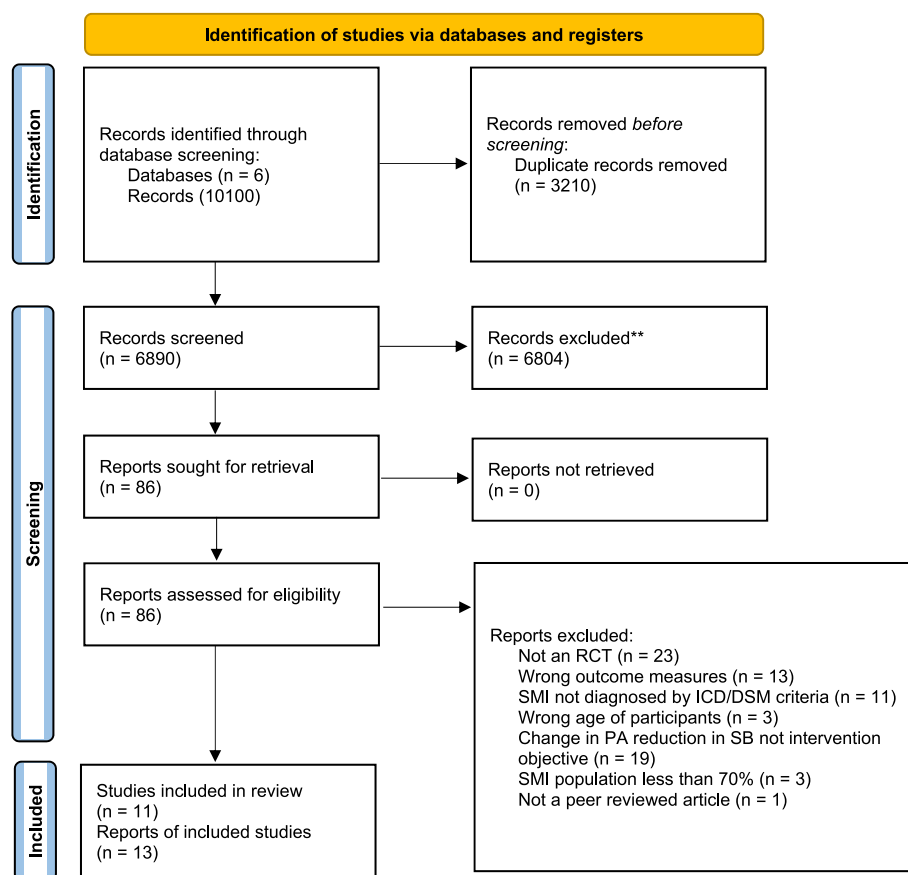 Identification of studies via databases and registers
Identification
Records identified through
database screening:
Databases (n = 6)
Records (10100)
Records removed before
screening:
Duplicate records removed
(n = 3210)
Screening
Records screened
(n = 6890)
Records excluded**
(n = 6804)
Reports sought for retrieval
(n = 86)
Reports not retrieved
(n = 0)
Reports assessed for eligibility
(n = 86)
Reports excluded:
Not an RCT (n = 23)
Wrong outcome measures (n = 13)
SMI not diagnosed by ICD/DSM criteria (n = 11)
Wrong age of participants (n = 3)
Change in PA reduction in SB not intervention
objective (n = 19)
SMI population less than 70% (n = 3)
Not a peer reviewed article (n = 1)
Included
Studies included in review
(n = 11)
Reports of included studies
(n = 13)